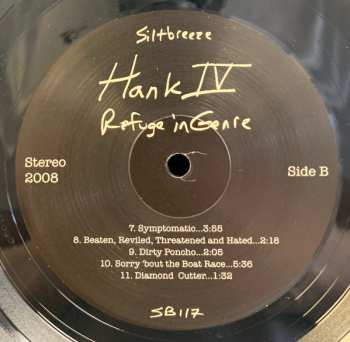 Siltbreeze
Hank IV
Refuge in Genre
Stereo
2008
Side B
7. Symptomatic...3:55
8. Beaten, Reviled, Threatened and Hated...2:18
9. Dirty Poncho...2:05
10. Sorry 'bout the Boat Race...5:36
11. Diamond Cutter...1:32
SB117